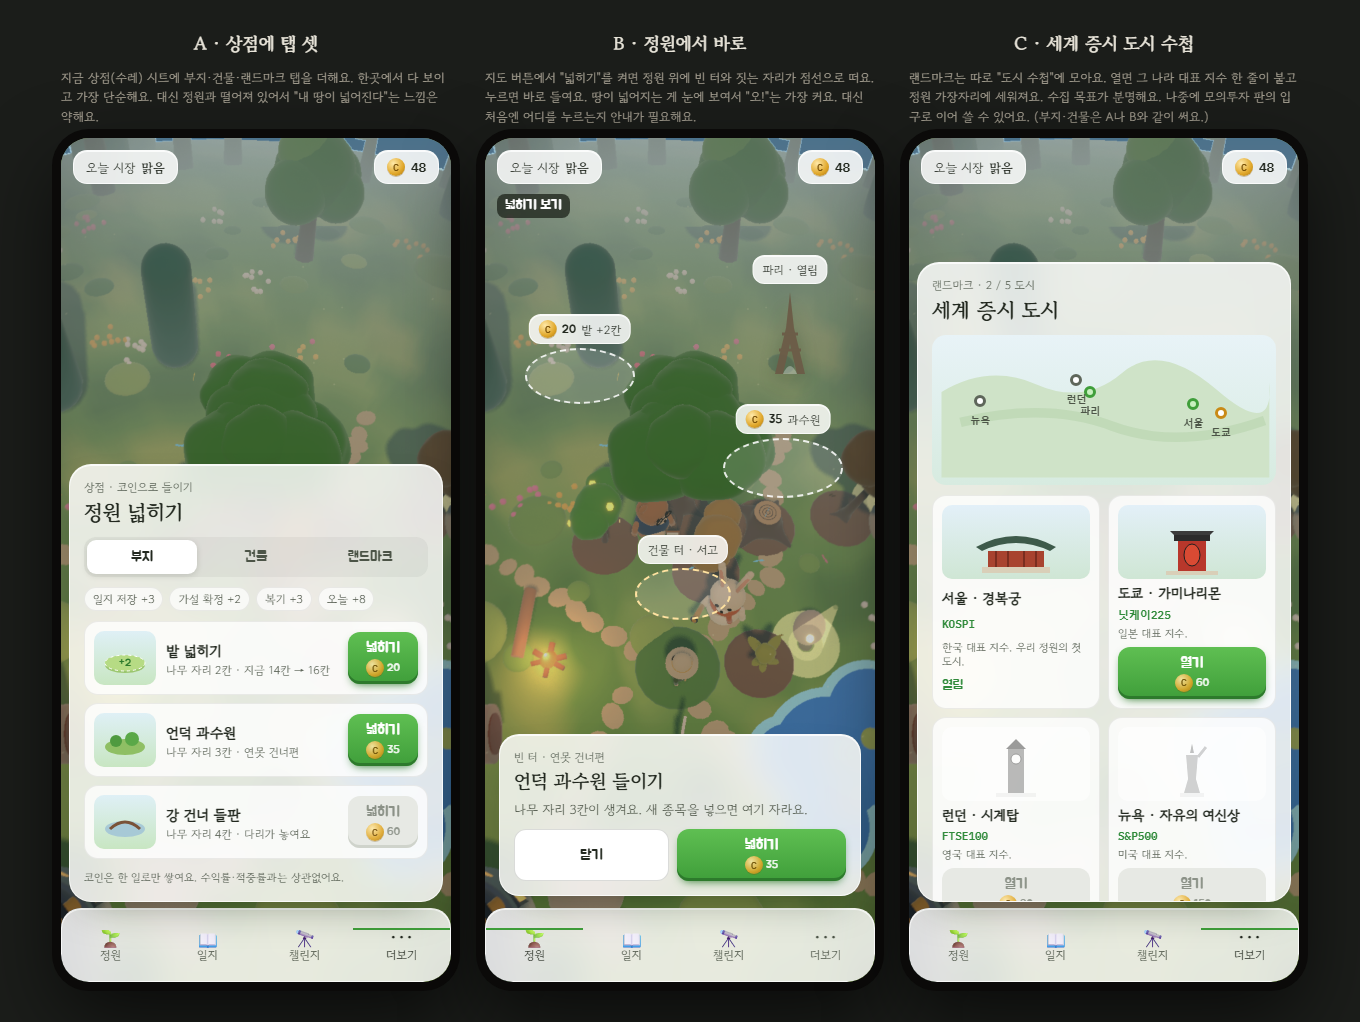 A · 상점에 탭 셋
지금 상점(수레) 시트에 부지·건물·랜드마크 탭을 더해요. 한곳에서 다 보이
고 가장 단순해요. 대신 정원과 떨어져 있어서 "내 땅이 넓어진다"는 느낌은
약해요.
오늘 시장 맑음
C 48
상점 · 코인으로 들이기
정원 넓히기
부지
건물
랜드마크
일지 저장 +3
가설 확정 +2
복기 +3
오늘 +8
+2
밭 넓히기
나무 자리 2칸 · 지금 14칸 → 16칸
넓히기
C 20
언덕 과수원
나무 자리 3칸 · 연못 건너편
넓히기
C 35
강 건너 들판
나무 자리 4칸 · 다리가 놓여요
넓히기
C 60
코인은 한 일로만 쌓여요. 수익률·적중률과는 상관없어요.
정원
일지
챌린지
더보기
B · 정원에서 바로
지도 버튼에서 "넓히기"를 켜면 정원 위에 빈 터와 짓는 자리가 점선으로 떠요.
누르면 바로 들여요. 땅이 넓어지는 게 눈에 보여서 "오!"는 가장 커요. 대신
처음엔 어디를 누르는지 안내가 필요해요.
오늘 시장 맑음
C 48
넓히기 보기
파리 · 열림
C 20 밭 +2칸
C 35 과수원
건물 터 · 서고
빈 터 · 연못 건너편
언덕 과수원 들이기
나무 자리 3칸이 생겨요. 새 종목을 넣으면 여기 자라요.
닫기
넓히기
C 35
정원
일지
챌린지
더보기
C · 세계 증시 도시 수첩
랜드마크는 따로 "도시 수첩"에 모아요. 열면 그 나라 대표 지수 한 줄이 붙고
정원 가장자리에 세워져요. 수집 목표가 분명해요. 나중에 모의투자 판의 입
구로 이어 쓸 수 있어요. (부지·건물은 A나 B와 같이 써요.)
오늘 시장 맑음
C 48
랜드마크 · 2 / 5 도시
세계 증시 도시
뉴욕
런던
파리
서울
도쿄
서울 · 경복궁
KOSPI
한국 대표 지수. 우리 정원의 첫
도시.
열림
도쿄 · 가미나리몬
닛케이225
일본 대표 지수.
열기
C 60
런던 · 시계탑
FTSE100
영국 대표 지수.
열기
뉴욕 · 자유의 여신상
S&P500
미국 대표 지수.
열기
정원
일지
챌린지
더보기